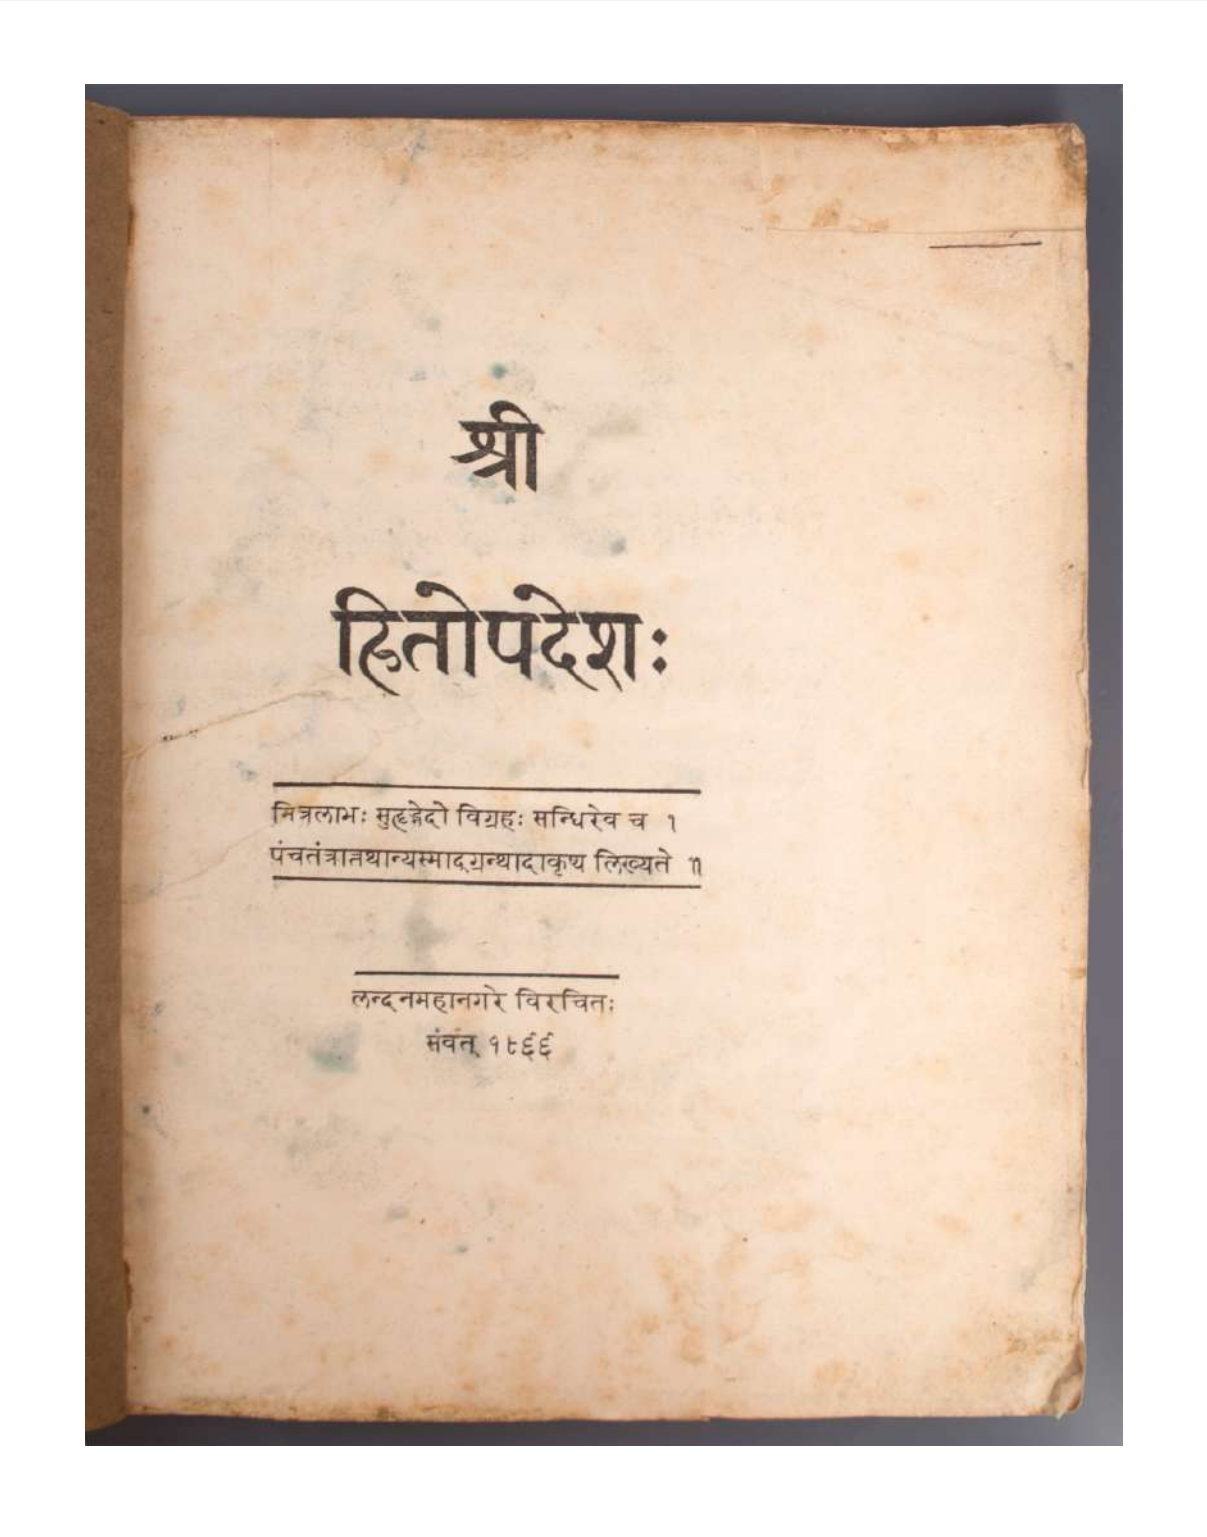 श्री
हितोपदेशः
मित्रलाभः सुहृद्भेदो विग्रहः सन्धिरेव च ।
पंचतंत्रात्तथान्यस्माद्ग्रन्थादाकृष्य लिख्यते ॥
लन्दनमहानगरे विरचितः
संवत् १८६६